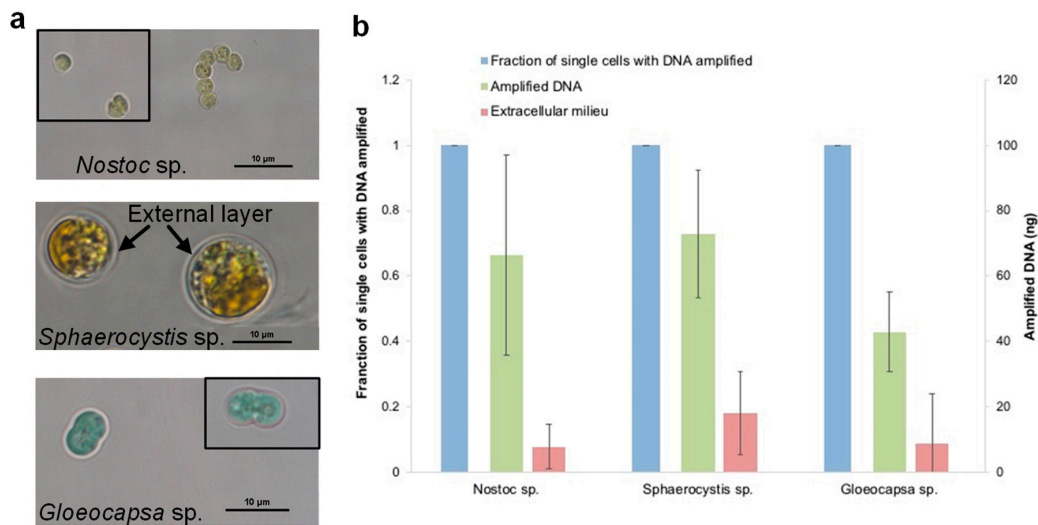 a
10 µm
Nostoc sp.
External layer
10 µm
Sphaerocystis sp.
10 µm
Gloeocapsa sp.
b
Fraction of single cells with DNA amplified
Amplified DNA
Extracellular milieu
Franction of single cells with DNA amplified
1.2
1
0.8
0.6
0.4
0.2
0
120
100
80
60
40
20
0
Amplified DNA (ng)
Nostoc sp. Sphaerocystis sp. Gloeocapsa sp.